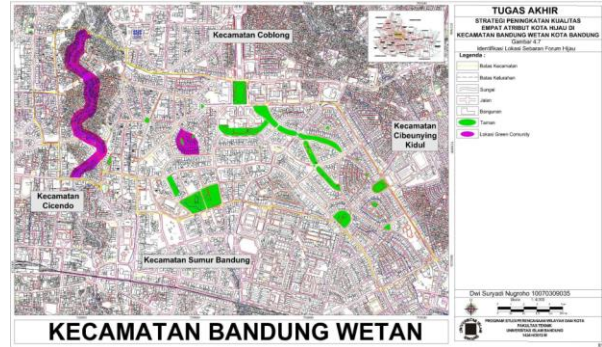 Kecamatan Coblong
Kecamatan
Cibeunying
Kidul
Kecamatan
Cicendo
Kecamatan Sumur Bandung
KECAMATAN BANDUNG WETAN
TUGAS AKHIR
STRATEGI PENINGKATAN KUALITAS
EMPAT ATRIBUT KOTA HIJAU DI
KECAMATAN BANDUNG WETAN KOTA BANDUNG
Gambar 4.7
Identifikasi Lokasi Sebaran Forum Hijau
Legenda :
Batas Kecamatan
Batas Kelurahan
Sungai
Jalan
Bangunan
Taman
Lokasi Green Comunity
Dwi Suryadi Nugroho 10070309035
PROGRAM STUDI PERENCANAAN WILAYAH DAN KOTA
FAKULTAS TEKNIK
UNIVERSITAS ISLAM BANDUNG